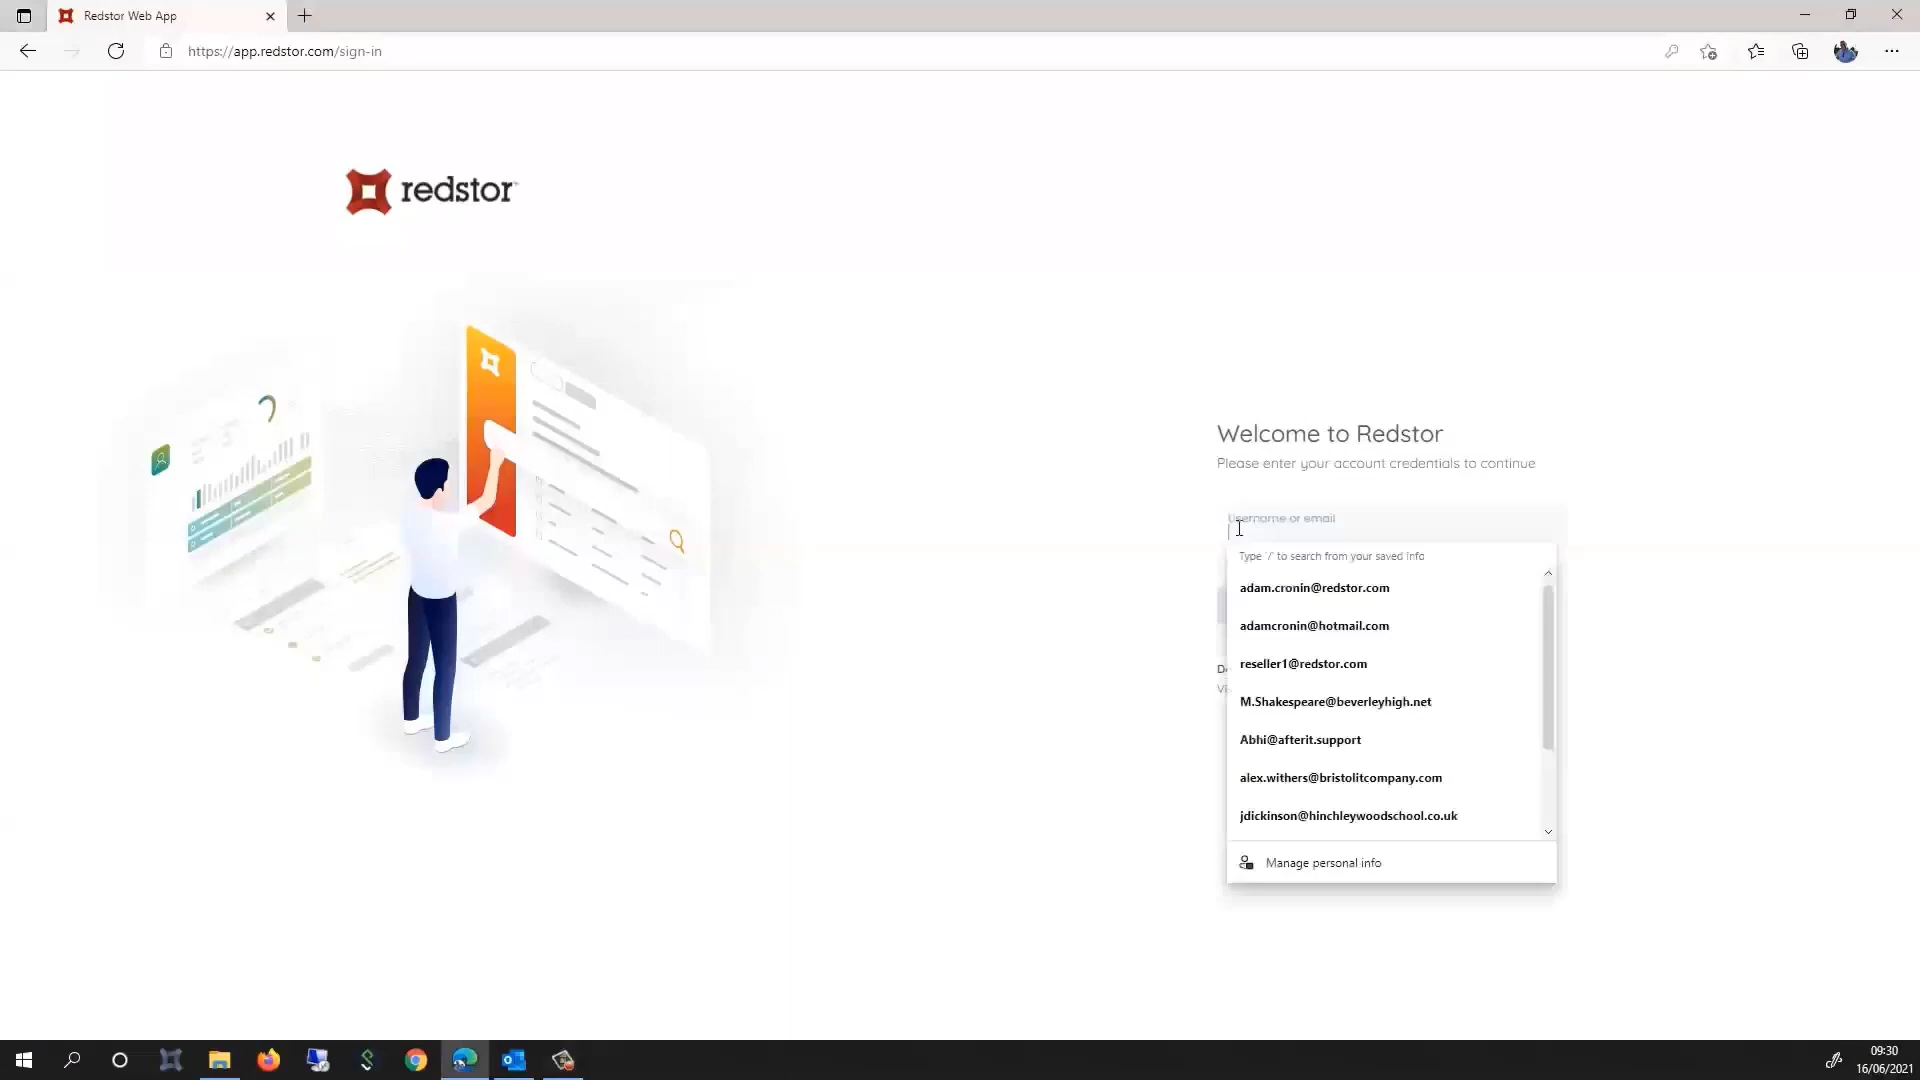 Redstor Web App
https://app.redstor.com/sign-in
redstor
Welcome to Redstor
Please enter your account credentials to continue
Username or email
Type '/' to search from your saved info
adam.cronin@redstor.com
adamcronin@hotmail.com
reseller1@redstor.com
M.Shakespeare@beverleyhigh.net
Abhi@afterit.support
alex.withers@bristolitcompany.com
jdickinson@hinchleywoodschool.co.uk
Manage personal info
09:30
16/06/2021